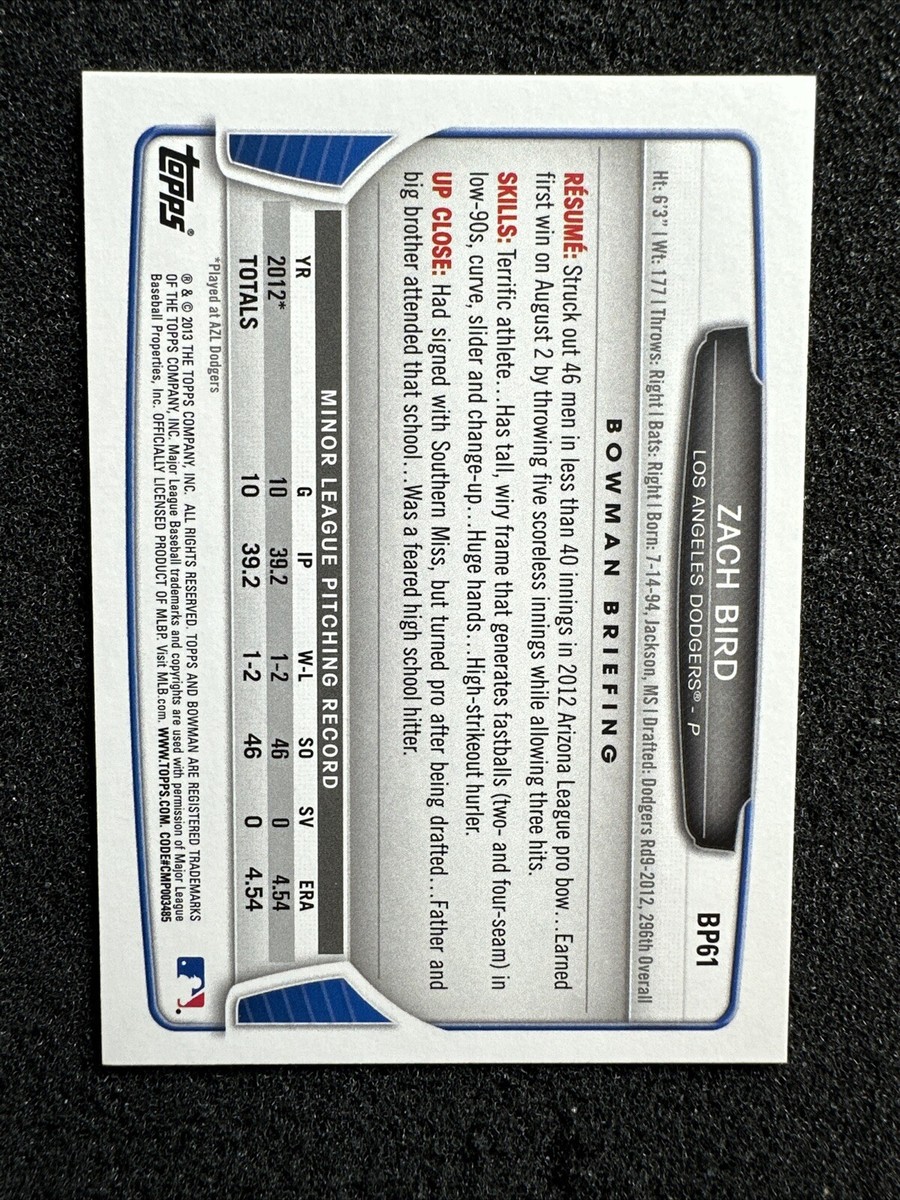 BP61
ZACH BIRD
LOS ANGELES DODGERS® - P
Ht: 6'3" | Wt: 177 | Throws: Right | Bats: Right | Born: 7-14-94, Jackson, MS | Drafted: Dodgers Rd9-2012, 296th Overall
BOWMAN BRIEFING
RÉSUMÉ: Struck out 46 men in less than 40 innings in 2012 Arizona League pro bow...Earned
first win on August 2 by throwing five scoreless innings while allowing three hits.
SKILLS: Terrific athlete...Has tall, wiry frame that generates fastballs (two- and four-seam) in
low-90s, curve, slider and change-up...Huge hands...High-strikeout hurler.
UP CLOSE: Had signed with Southern Miss, but turned pro after being drafted...Father and
big brother attended that school...Was a feared high school hitter.
MINOR LEAGUE PITCHING RECORD
YR G IP W-L SO SV ERA
2012* 10 39.2 1-2 46 0 4.54
TOTALS 10 39.2 1-2 46 0 4.54
*Played at AZL Dodgers
topps®
® & © 2013 THE TOPPS COMPANY, INC. ALL RIGHTS RESERVED. TOPPS AND BOWMAN ARE REGISTERED TRADEMARKS
OF THE TOPPS COMPANY, INC. Major League Baseball trademarks and copyrights are used with permission of Major League
Baseball Properties, Inc. OFFICIALLY LICENSED PRODUCT OF MLBP. Visit MLB.com. WWW.TOPPS.COM. CODE#CMP003485